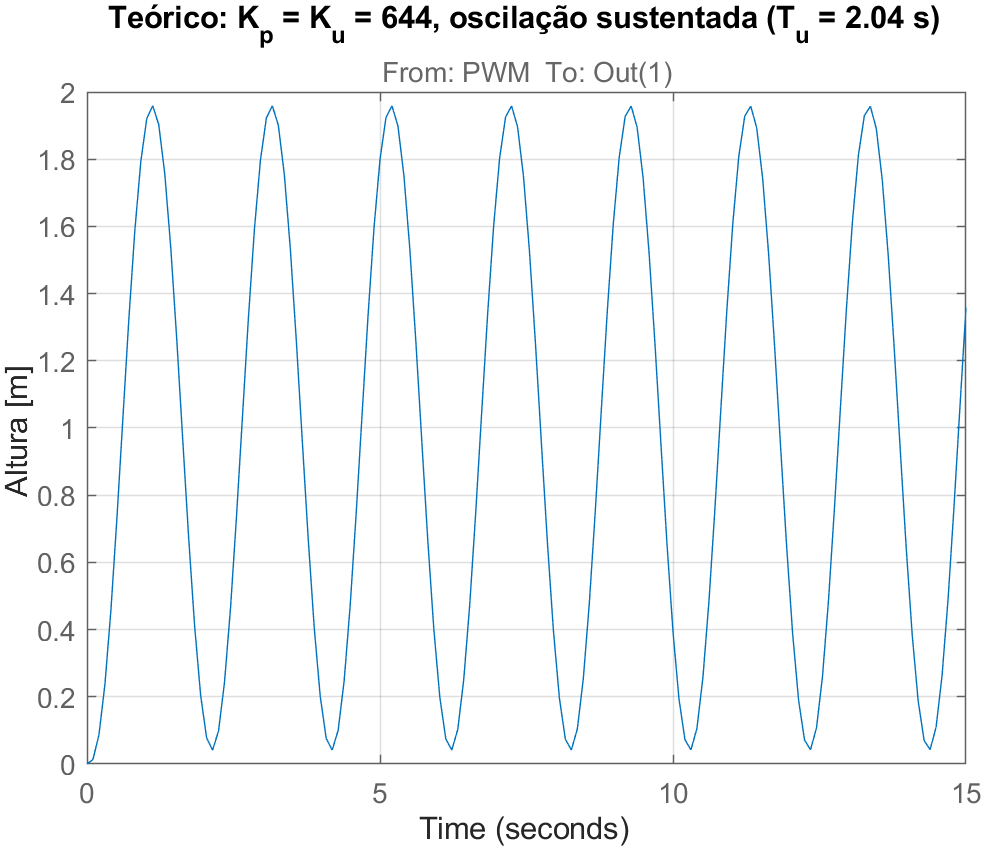 Teórico: Kp = Ku = 644, oscilação sustentada (Tu = 2.04 s)
From: PWM To: Out(1)
2
1.8
1.6
1.4
1.2
1
0.8
0.6
0.4
0.2
0
Altura [m]
0 5 10 15
Time (seconds)